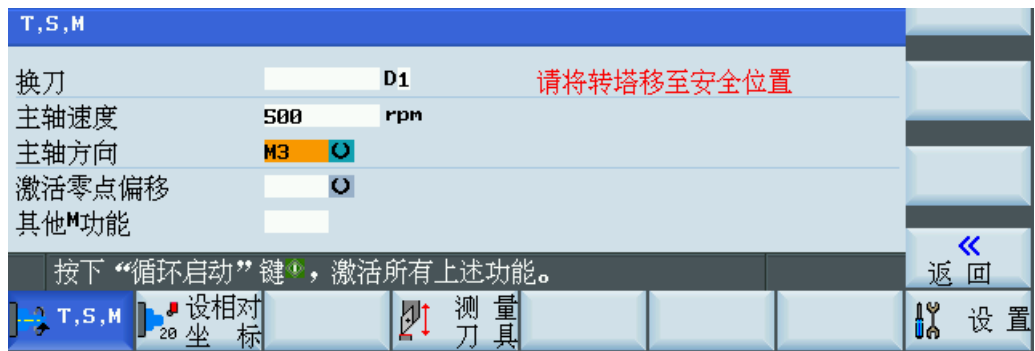 T,S,M
换刀 D1 请将转塔移至安全位置
主轴速度 500 rpm
主轴方向 M3
激活零点偏移
其他M功能
按下“循环启动”键，激活所有上述功能。
«
返 回
T,S,M
20
设相对
坐 标
测 量
刀 具
设 置